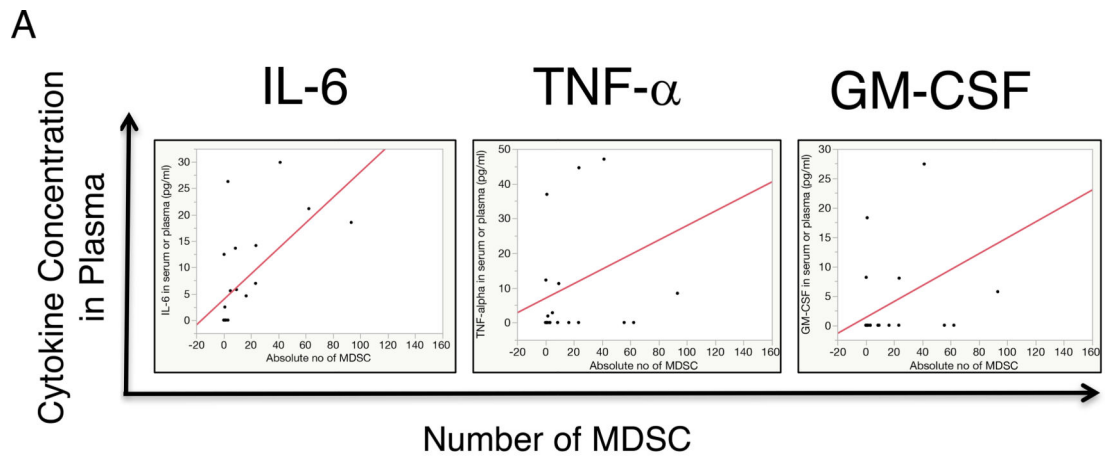 A
IL-6
TNF-α
GM-CSF
Cytokine Concentration
in Plasma
IL-6 in serum or plasma (pg/ml)
30
25
20
15
10
5
0
-20 0 20 40 60 80 100 120 140 160
Absolute no of MDSC
TNF-alpha in serum or plasma (pg/ml)
50
40
30
20
10
0
-20 0 20 40 60 80 100 120 140 160
Absolute no of MDSC
GM-CSF in serum or plasma (pg/ml)
30
25
20
15
10
5
0
-20 0 20 40 60 80 100 120 140 160
Absolute no of MDSC
Number of MDSC